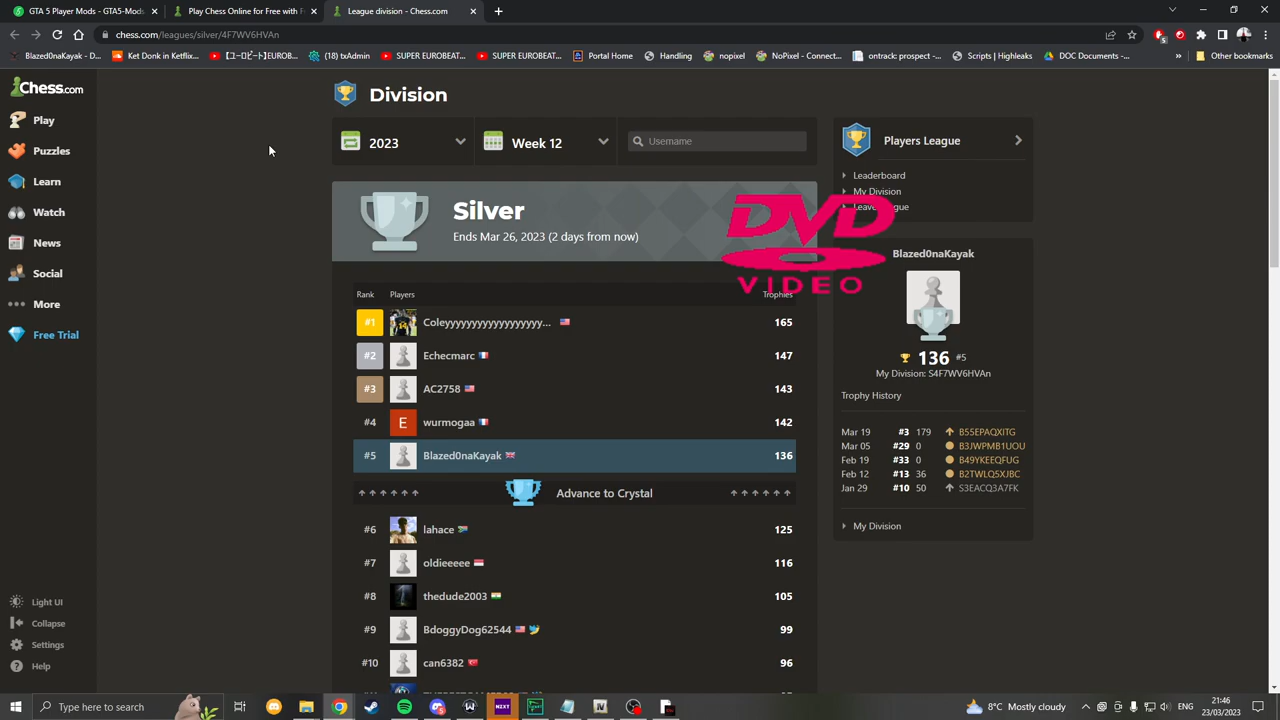 GTA 5 Player Mods - GTA5-Mods
Play Chess Online for Free with F
League division - Chess.com
chess.com/leagues/silver/4F7WV6HVAn
Blazed0naKayak - D...
Ket Donk in Ketflix...
SUPER EUROBEAT...
(18) txAdmin
SUPER EUROBEAT...
SUPER EUROBEAT...
Portal Home
Handling
nopixel
NoPixel - Connect...
ontrack: propertie...
Scripts | Highleaks
DOC Documents -...
»
Other bookmarks
Chess.com
Play
Puzzles
Learn
Watch
News
Social
More
Free Trial
Light UI
Collapse
Settings
Help
Division
2023
Week 12
Username
Silver
Ends Mar 26, 2023 (2 days from now)
DVD
VIDEO
Rank Players Trophies
#1 Coleyyyyyyyyyyyyyyyyy... 165
#2 Echecmarc 147
#3 AC2758 143
#4 E wurmogaa 142
#5 Blazed0naKayak 136
Advance to Crystal
#6 lahace 125
#7 oldieeeee 116
#8 thedude2003 105
#9 BdoggyDog62544 99
#10 can6382 96
Players League
Leaderboard
My Division
Leave League
Blazed0naKayak
136 #5
My Division: S4F7WV6HVAn
Trophy History
Mar 19 #3 179 B55EPAQXITG
Mar 05 #29 0 B3JWPMB1UOU
Feb 19 #33 0 B49YKEEQFUG
Feb 12 #13 36 B2TWLQ5XJBC
Jan 29 #10 50 S3EACQ3A7FK
My Division
Type here to search
NZXT
8°C Mostly cloudy
ENG
21:46
23/03/2023